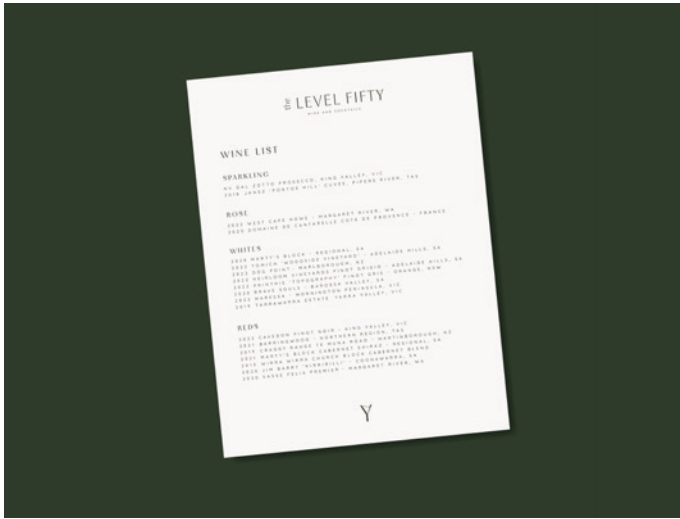 the LEVEL FIFTY
WINE AND COCKTAILS
WINE LIST
SPARKLING
NV DAL ZOTTO PROSECCO, KING VALLEY, VIC
2018 JANSZ 'PONTOS HILL' CUVEE, PIPERS RIVER, TAS
ROSE
2022 WEST CAPE HOWE - MARGARET RIVER, WA
2020 DOMAINE DE CANTARELLE COTE DE PROVENCE - FRANCE
WHITES
MARTY'S BLOCK - REGIONAL, SA
2022 TOMICH 'WOODSIDE VINEYARD' - ADELAIDE HILLS, SA
2022 DOG POINT - MARLBOROUGH, NZ
2022 HEIRLOOM VINEYARDS PINOT GRIGIO - ADELAIDE HILLS, SA
2022 PRINTHIE 'TOPOGRAPHY' PINOT GRIS - ORANGE, NSW
2020 BRAVE SOULS - BAROSSA VALLEY, SA
2022 - MORNINGTON PENINSULA, VIC
2019 TARRAWARRA ESTATE YARRA VALLEY, VIC
REDS
PINOT NOIR - KING VALLEY, VIC
2021 BARRINGWOOD - NORTHERN REGION, TAS
2019 CRAGGY RANGE TE MUNA ROAD - MARTINBOROUGH, NZ
2021 MARTY'S BLOCK CABERNET SHIRAZ - REGIONAL, SA
WIRRA WIRRA CHURCH BLOCK CABERNET BLEND
2020 JIM BARRY - COONAWARRA, SA
2020 VASSE FELIX PREMIER - MARGARET RIVER, WA
Y